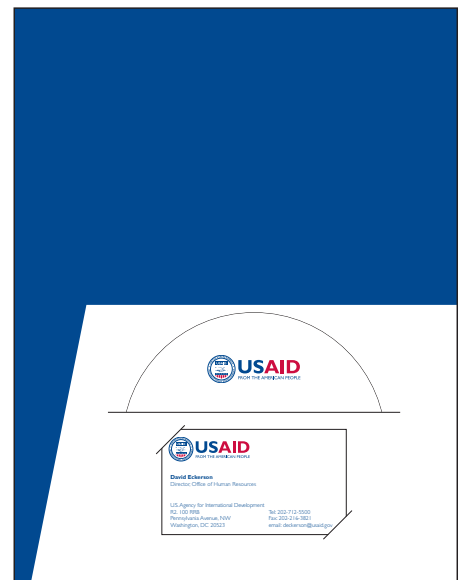 USAID
FROM THE AMERICAN PEOPLE
USAID
FROM THE AMERICAN PEOPLE
David Eckerson
Director, Office of Human Resources
U.S. Agency for International Development
R2. 100 RRB
Pennsylvania Avenue, NW
Washington, DC 20523
Tel: 202-712-5500
Fax: 202-216-3821
email: deckerson@usaid.gov